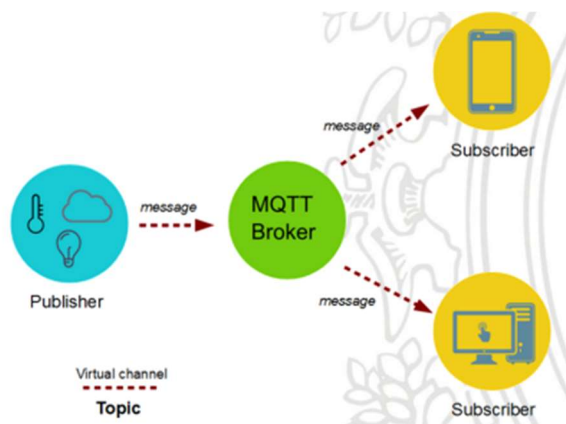 message
Subscriber
message
MQTT
Broker
Publisher
message
Virtual channel
Topic
Subscriber